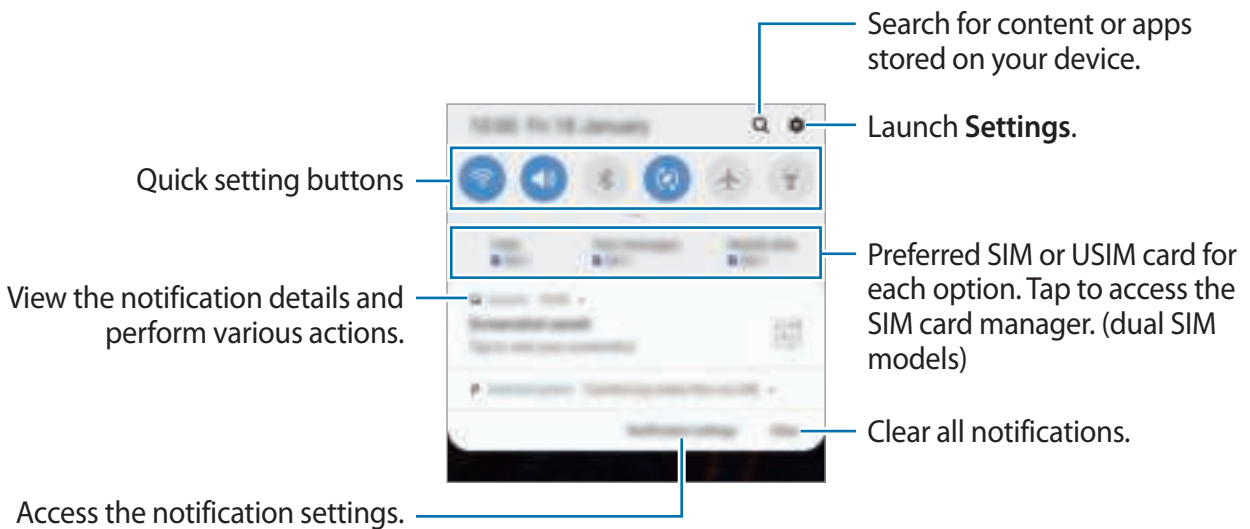 Search for content or apps
stored on your device.
Launch Settings.
Quick setting buttons
Preferred SIM or USIM card for
each option. Tap to access the
SIM card manager. (dual SIM
models)
View the notification details and
perform various actions.
Clear all notifications.
Access the notification settings.